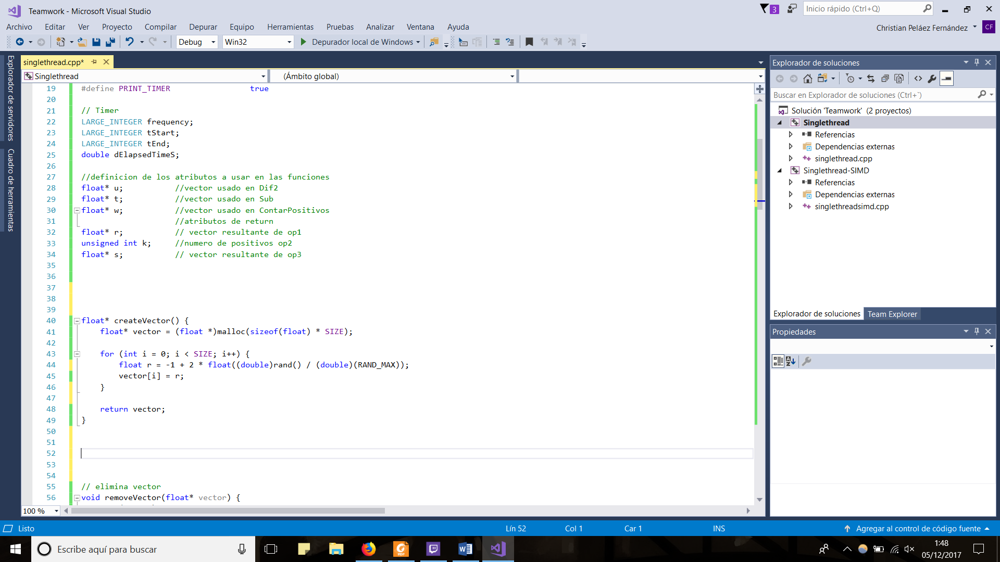 Teamwork - Microsoft Visual Studio
3
Inicio rápido (Ctrl+Q)
Archivo Editar Ver Proyecto Compilar Depurar Equipo Herramientas Pruebas Analizar Ventana Ayuda
Christian Peláez Fernández CF
Debug Win32 Depurador local de Windows
Explorador de servidores
Cuadro de herramientas
singlethread.cpp*
Singlethread (Ámbito global)
19 #define PRINT_TIMER true
20
21 // Timer
22 LARGE_INTEGER frequency;
23 LARGE_INTEGER tStart;
24 LARGE_INTEGER tEnd;
25 double dElapsedTimeS;
26
27 //definicion de los atributos a usar en las funciones
28 float* u; //vector usado en Dif2
29 float* t; //vector usado en Sub
30 float* w; //vector usado en ContarPositivos
31 //atributos de return
32 float* r; // vector resultante de op1
33 unsigned int k; //numero de positivos op2
34 float* s; // vector resultante de op3
35
36
37
38
39
40 float* createVector() {
41 float* vector = (float *)malloc(sizeof(float) * SIZE);
42
43 for (int i = 0; i < SIZE; i++) {
44 float r = -1 + 2 * float((double)rand() / (double)(RAND_MAX));
45 vector[i] = r;
46 }
47
48 return vector;
49 }
50
51
52
53
54
55 // elimina vector
56 void removeVector(float* vector) {
100 %
Explorador de soluciones
Buscar en Explorador de soluciones (Ctrl+`)
Solución 'Teamwork' (2 proyectos)
Singlethread
Referencias
Dependencias externas
singlethread.cpp
Singlethread-SIMD
Referencias
Dependencias externas
singlethreadsimd.cpp
Explorador de soluciones Team Explorer
Propiedades
Listo Lín 52 Col 1 Car 1 INS Agregar al control de código fuente
Escribe aquí para buscar
1:48
05/12/2017